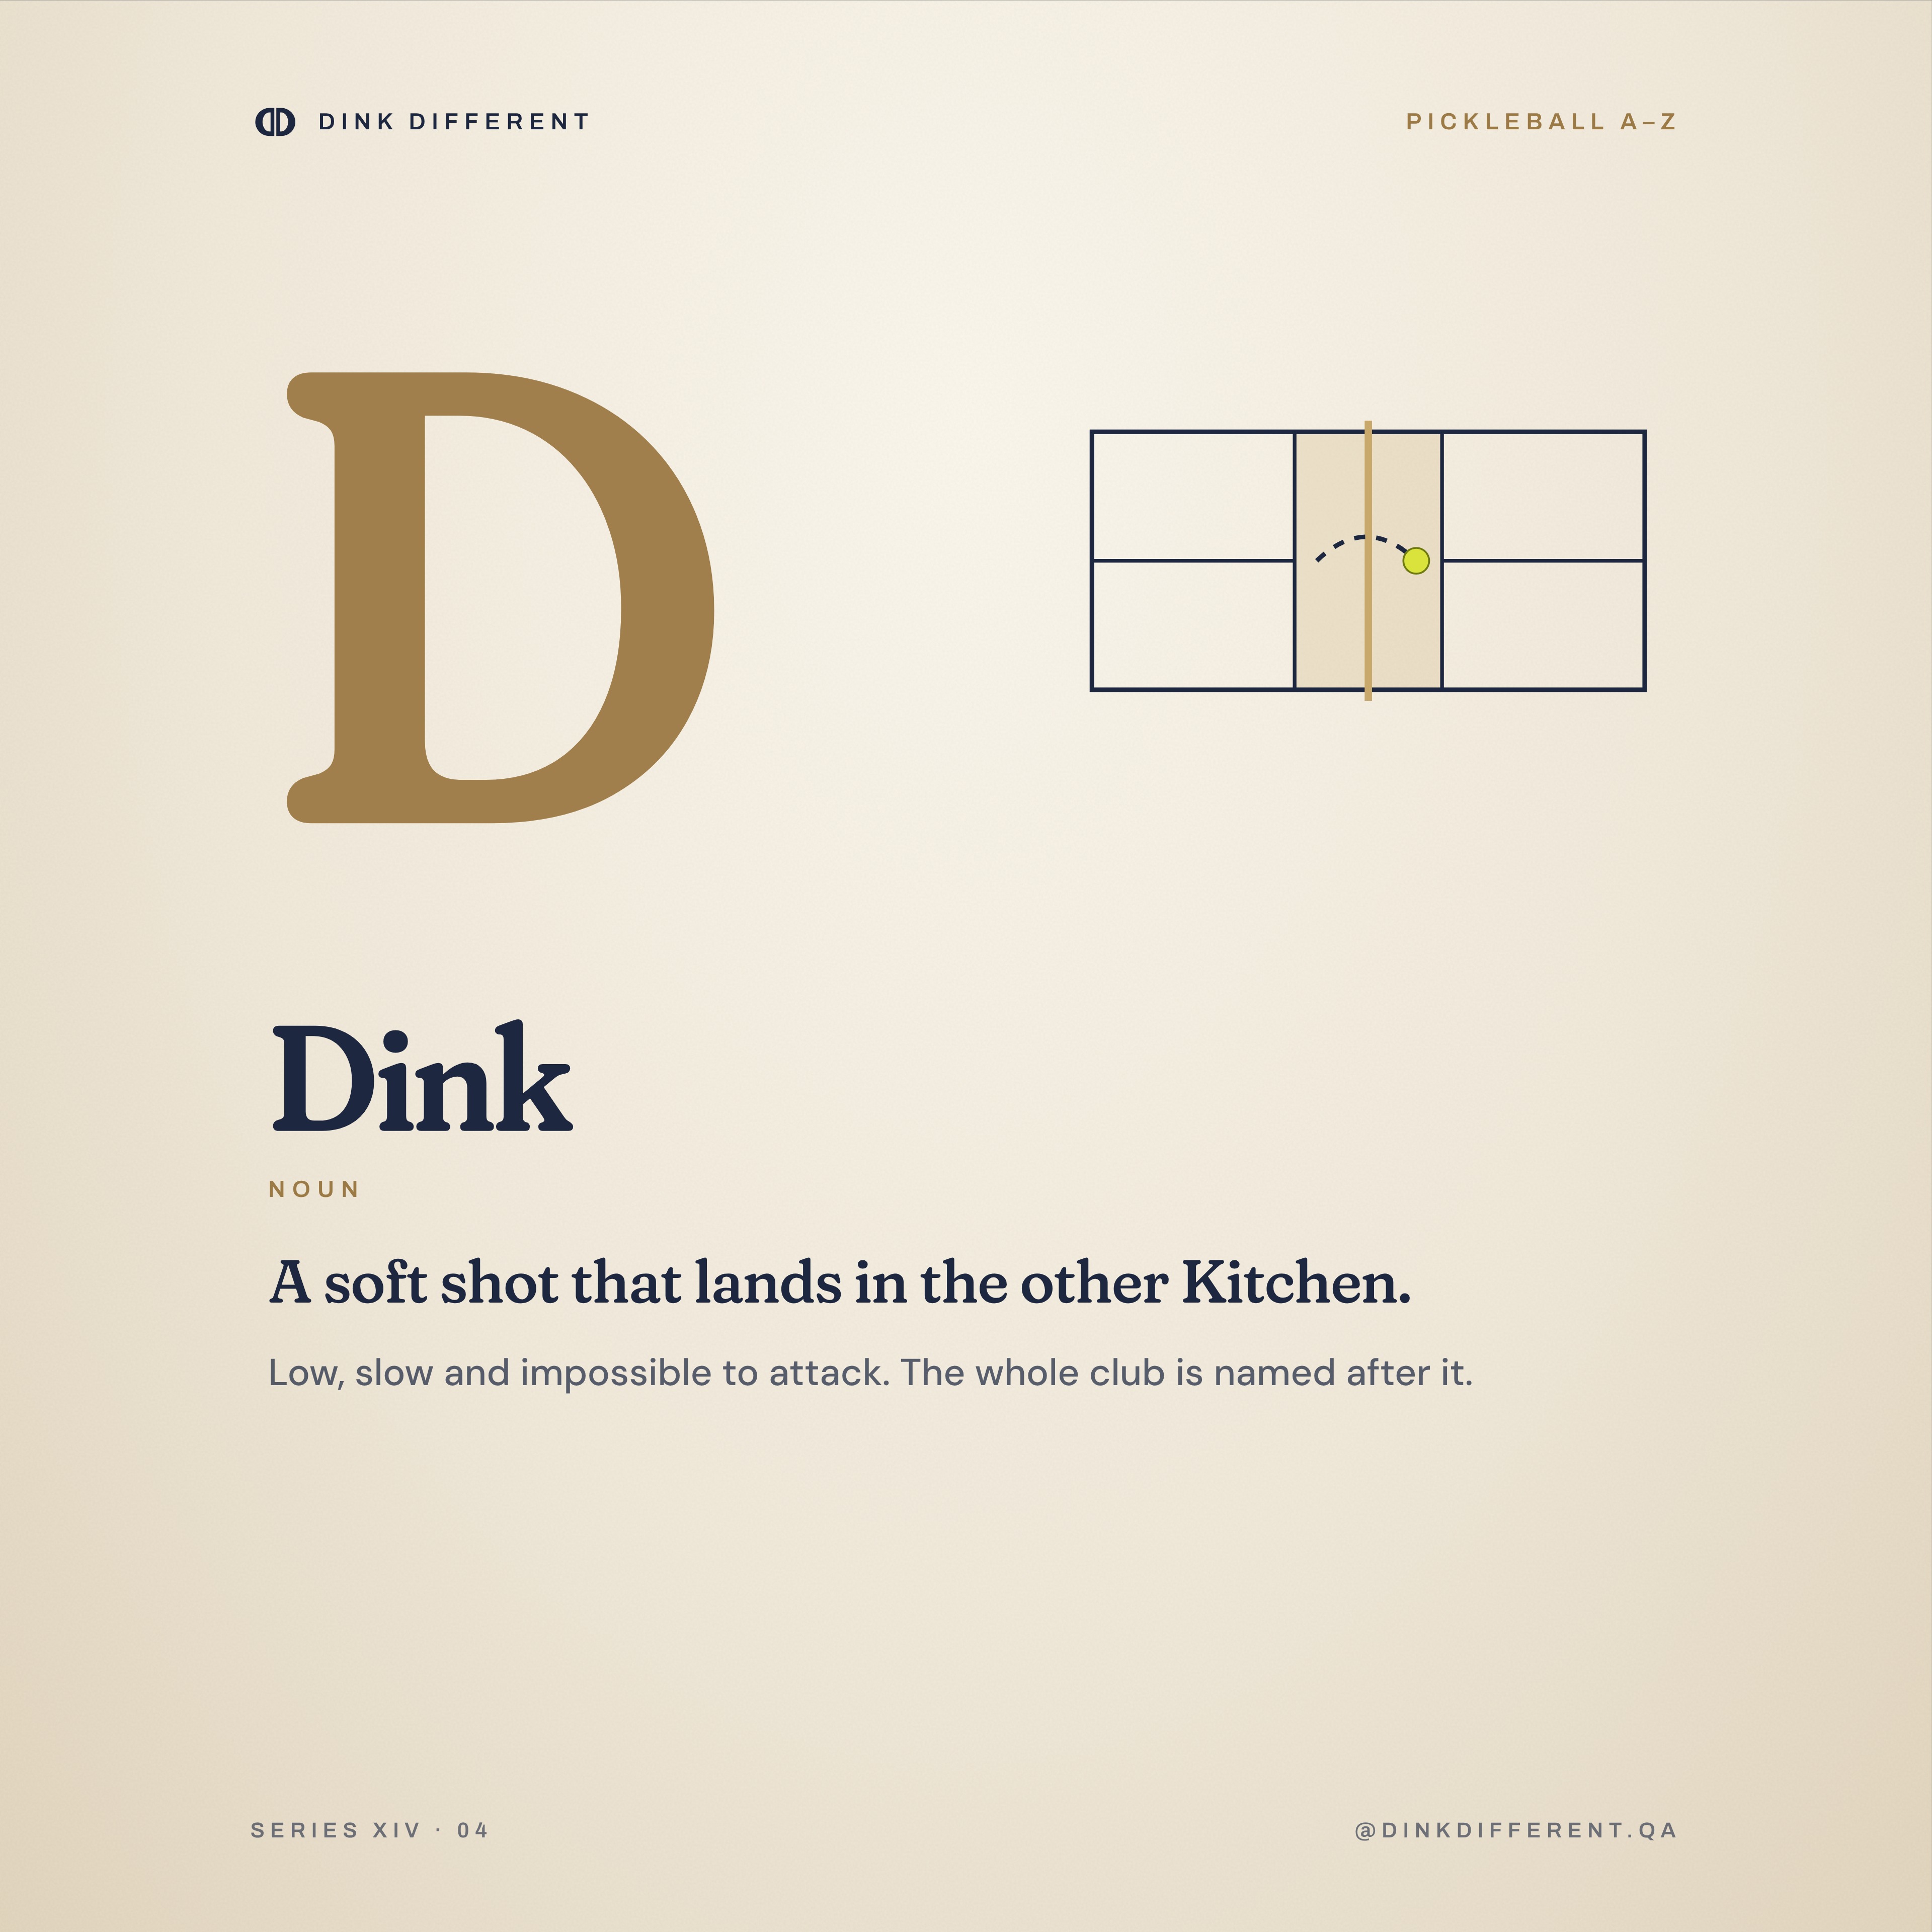 DINK DIFFERENT
PICKLEBALL A–Z
D
Dink
NOUN
A soft shot that lands in the other Kitchen.
Low, slow and impossible to attack. The whole club is named after it.
SERIES XIV · 04
@DINKDIFFERENT.QA